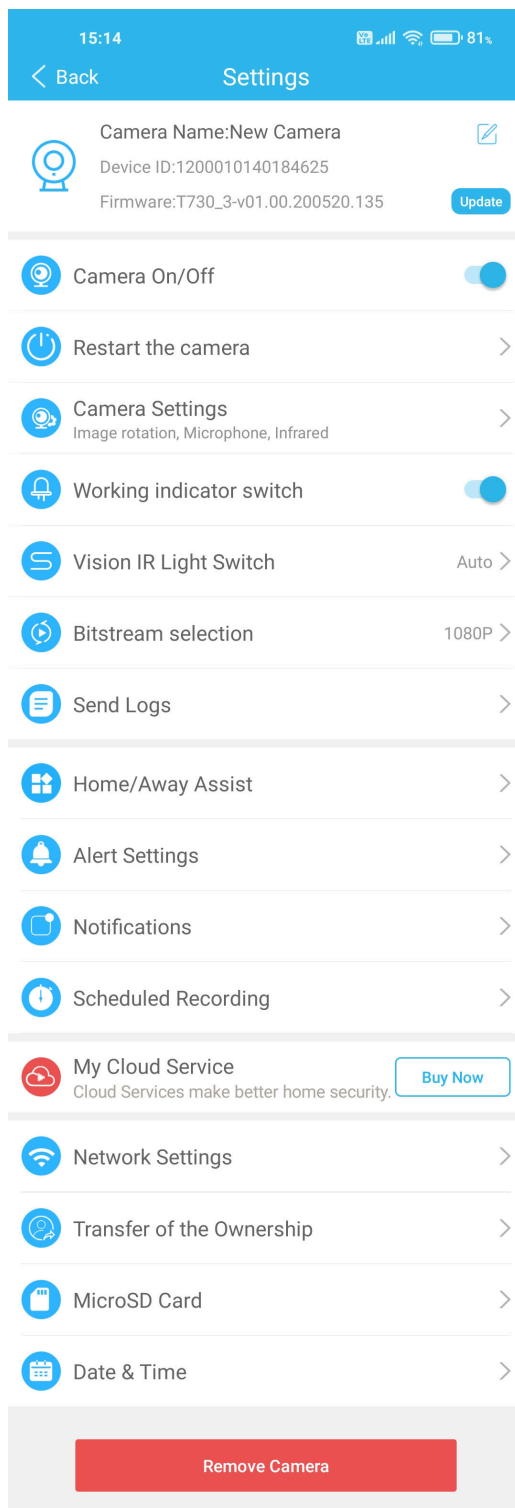 15:14
Vo LTE 81%
Back Settings
Camera Name:New Camera
Device ID:1200010140184625
Firmware:T730_3-v01.00.200520.135 Update
Camera On/Off
Restart the camera
Camera Settings
Image rotation, Microphone, Infrared
Working indicator switch
Vision IR Light Switch Auto
Bitstream selection 1080P
Send Logs
Home/Away Assist
Alert Settings
Notifications
Scheduled Recording
My Cloud Service
Cloud Services make better home security.
Buy Now
Network Settings
Transfer of the Ownership
MicroSD Card
Date & Time
Remove Camera